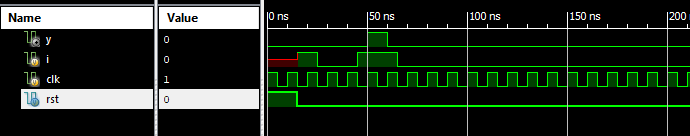 Name Value 0 ns 50 ns 100 ns 150 ns 200
y 0
i 0
clk 1
rst 0